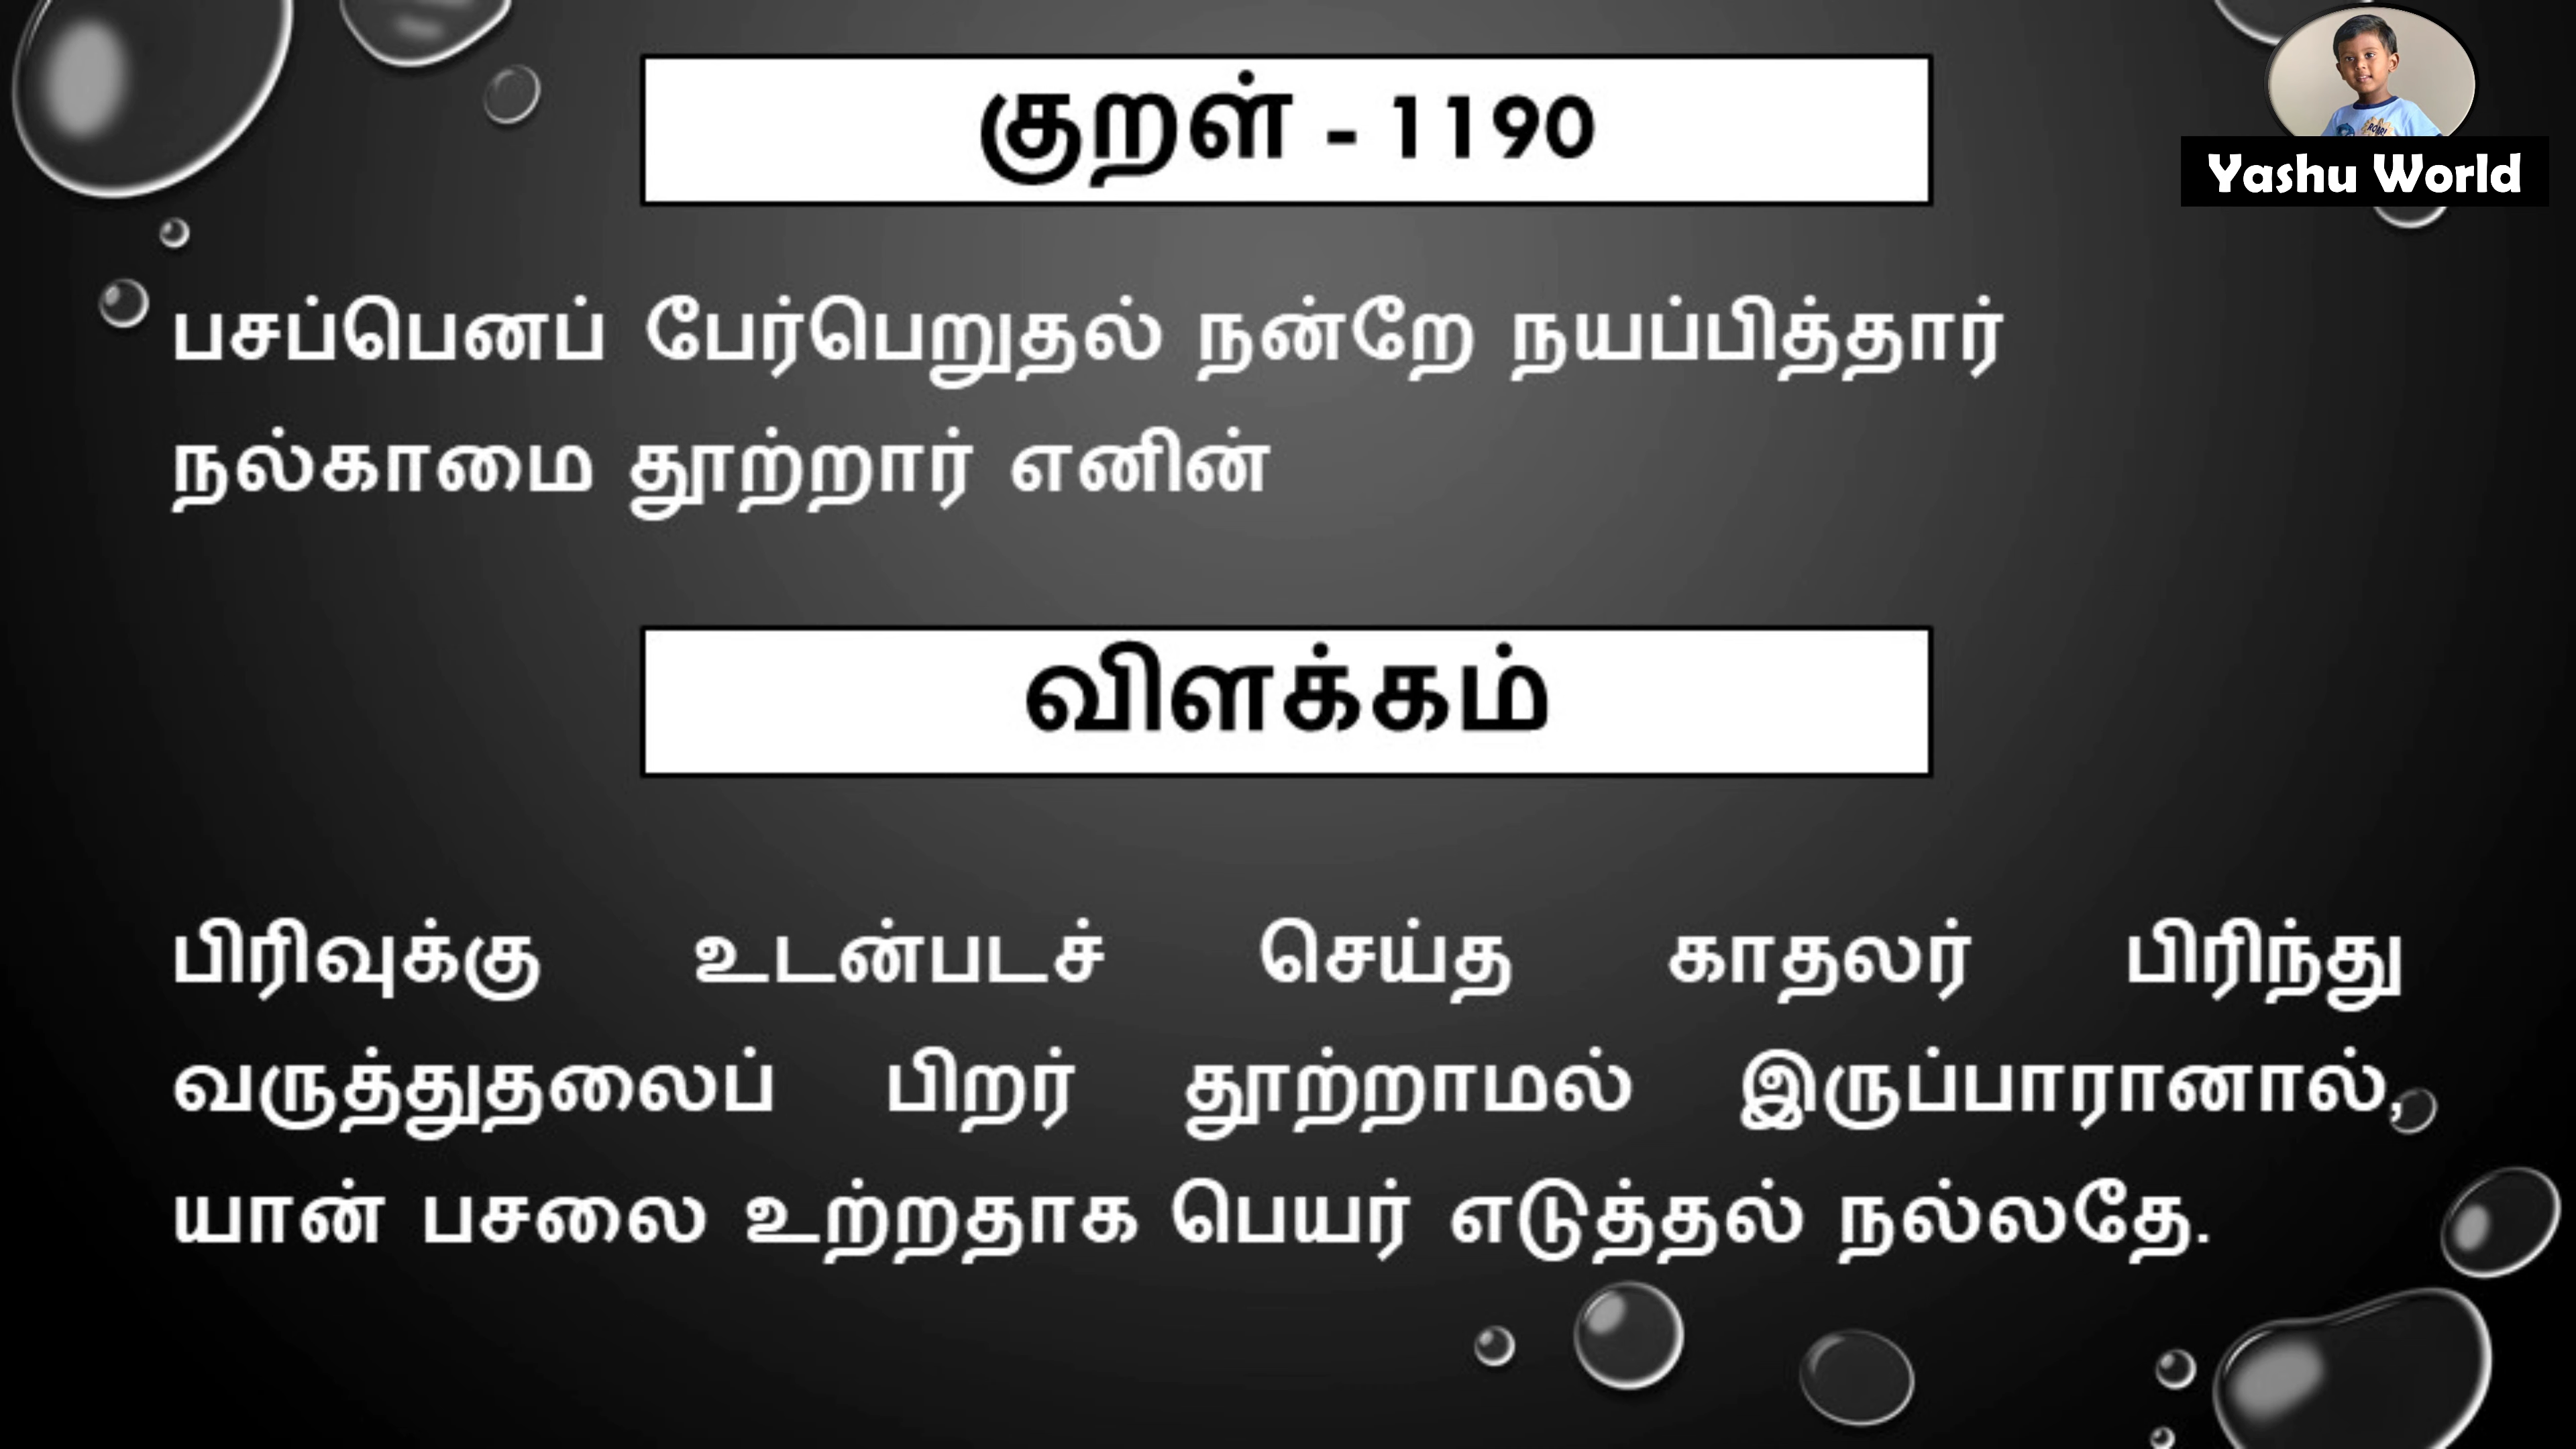 குறள் - 1190
Yashu World
பசப்பெனப் பேர்பெறுதல் நன்றே நயப்பித்தார்
நல்காமை தூற்றார் எனின்
விளக்கம்
பிரிவுக்கு உடன்படச் செய்த காதலர் பிரிந்து
வருத்துதலைப் பிறர் தூற்றாமல் இருப்பாரானால்,
யான் பசலை உற்றதாக பெயர் எடுத்தல் நல்லதே.